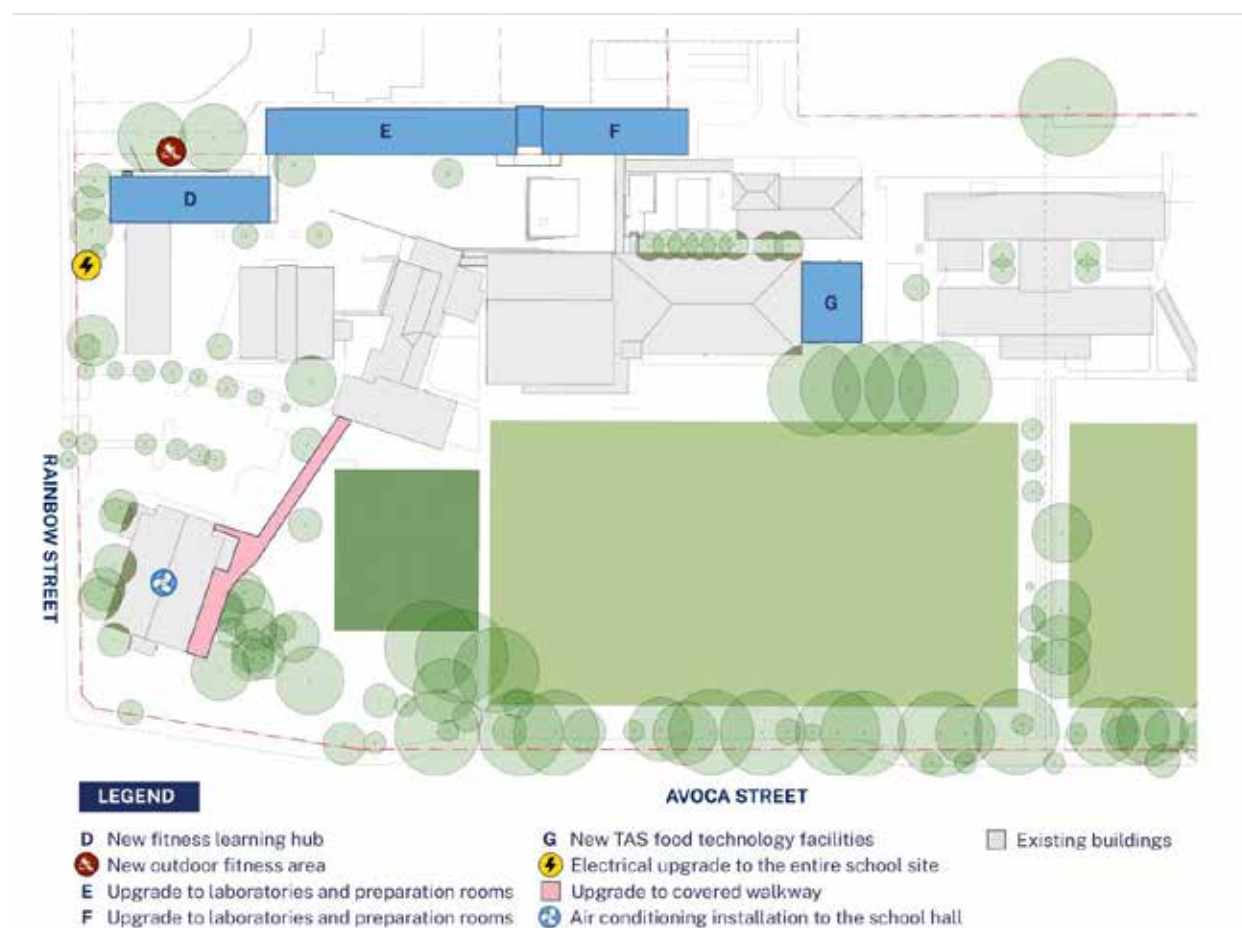 E
F
D
G
RAINBOW STREET
AVOCA STREET
LEGEND
D New fitness learning hub
New outdoor fitness area
E Upgrade to laboratories and preparation rooms
F Upgrade to laboratories and preparation rooms
G New TAS food technology facilities
Electrical upgrade to the entire school site
Upgrade to covered walkway
Air conditioning installation to the school hall
Existing buildings